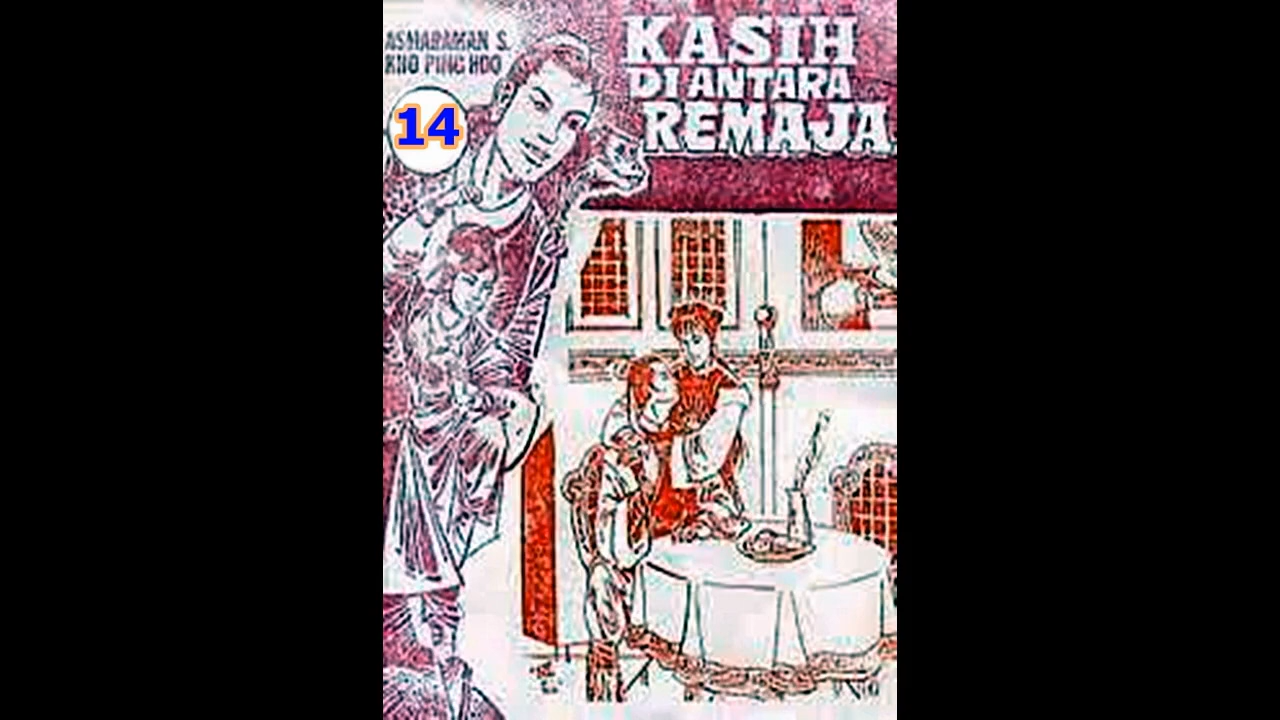 ASMARAMAN S.
KHO PING HOO
KASIH
DI ANTARA
REMAJA
14